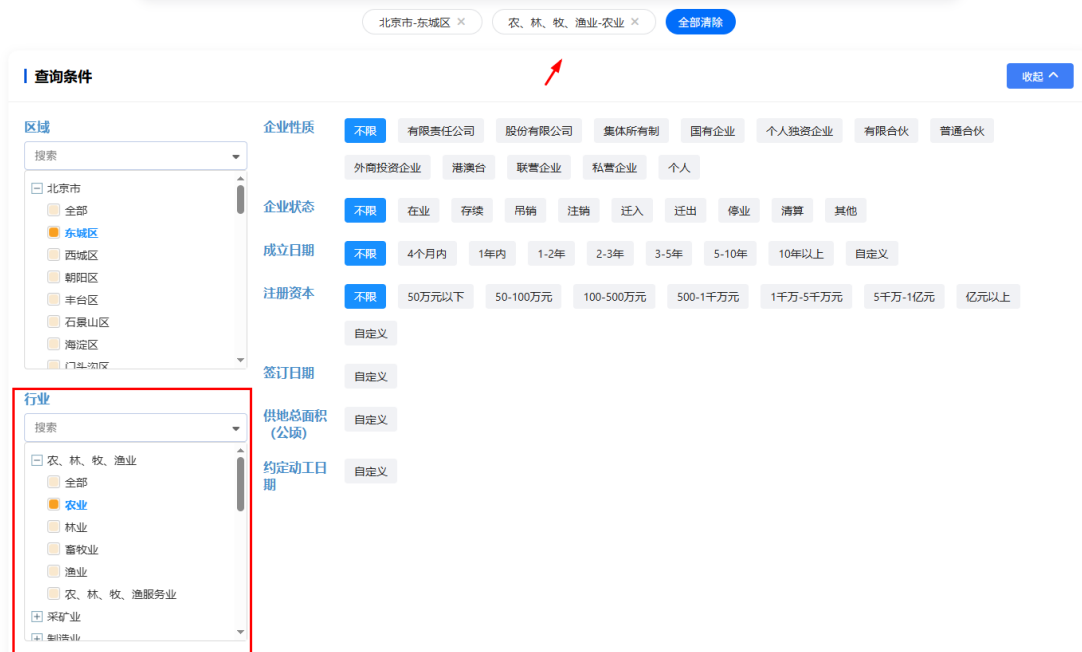 北京市-东城区 × 农、林、牧、渔业-农业 × 全部清除
查询条件 收起
区域
搜索
北京市
全部
东城区
西城区
朝阳区
丰台区
石景山区
海淀区
门头沟区
行业
搜索
农、林、牧、渔业
全部
农业
林业
畜牧业
渔业
农、林、牧、渔服务业
采矿业
制造业
企业性质 不限 有限责任公司 股份有限公司 集体所有制 国有企业 个人独资企业 有限合伙 普通合伙
外商投资企业 港澳台 联营企业 私营企业 个人
企业状态 不限 在业 存续 吊销 注销 迁入 迁出 停业 清算 其他
成立日期 不限 4个月内 1年内 1-2年 2-3年 3-5年 5-10年 10年以上 自定义
注册资本 不限 50万元以下 50-100万元 100-500万元 500-1千万元 1千万-5千万元 5千万-1亿元 亿元以上
自定义
签订日期 自定义
供地总面积
（公顷） 自定义
约定动工日
期 自定义